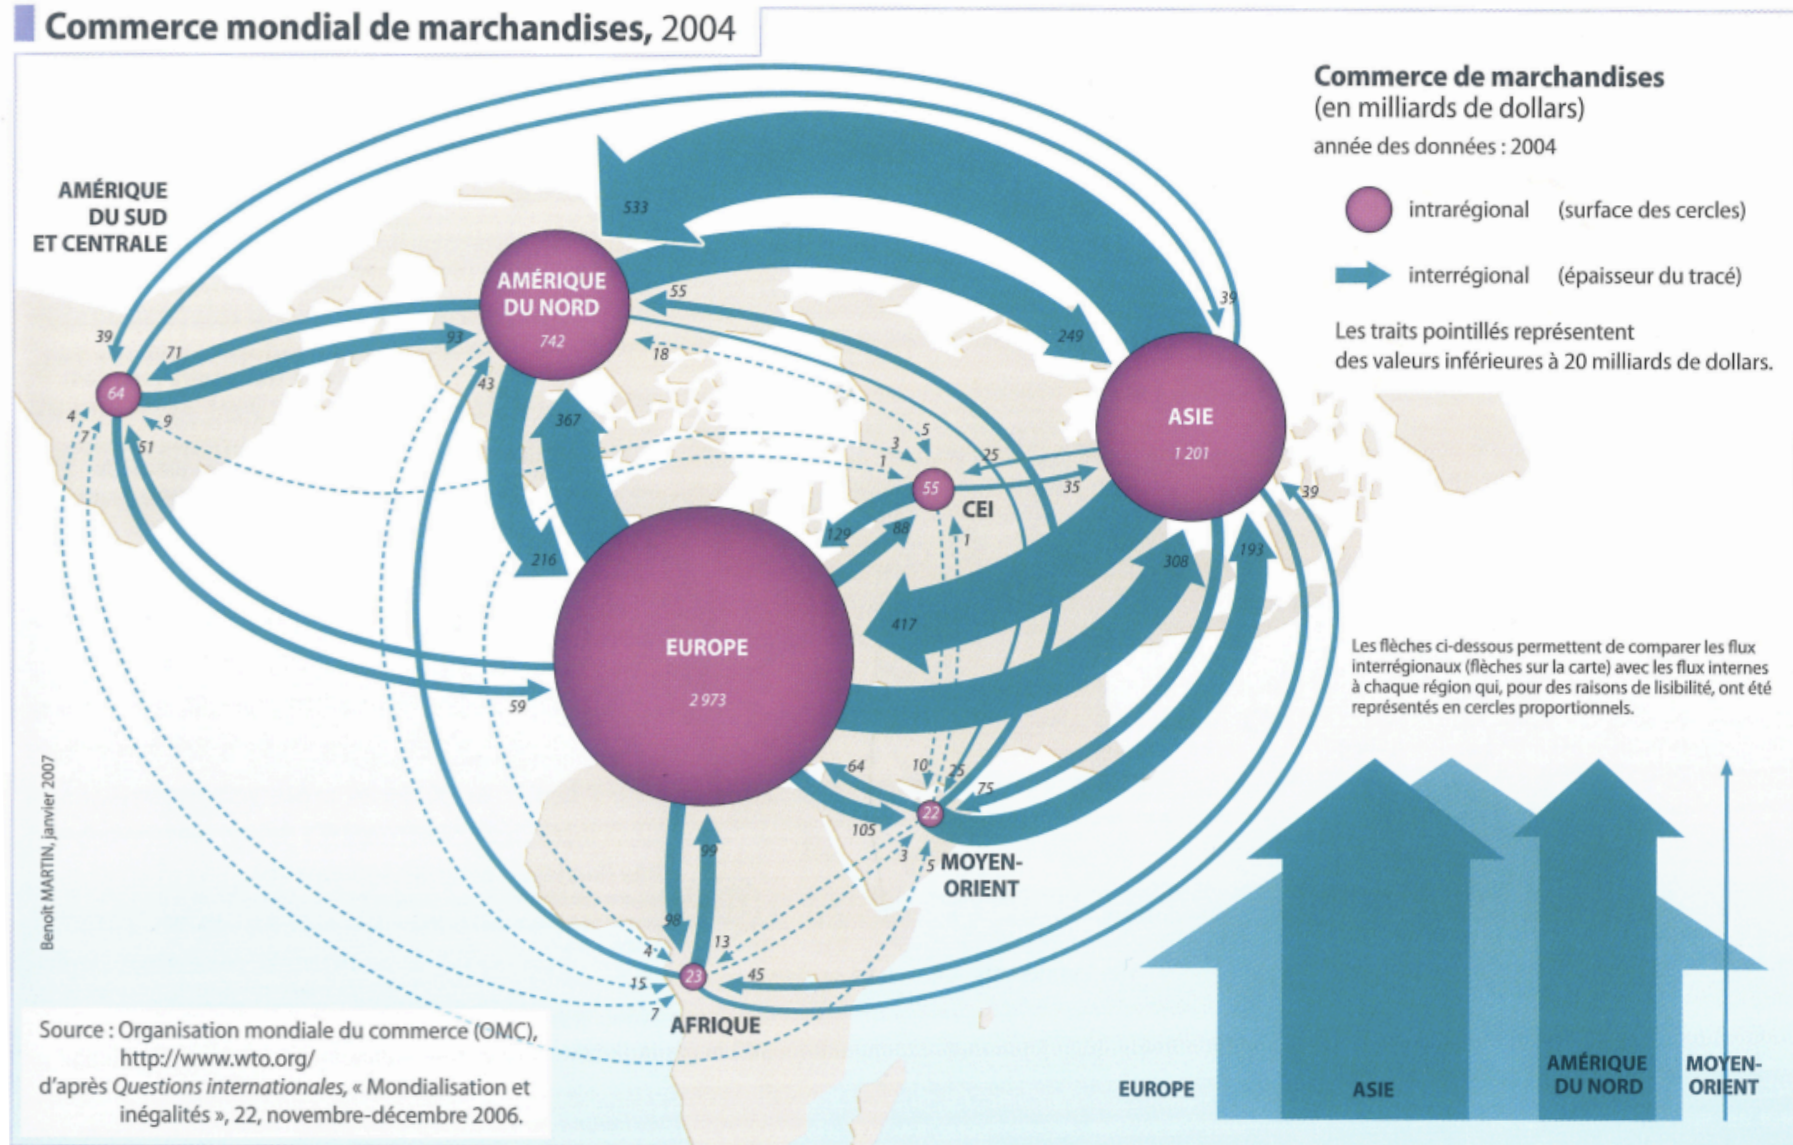 Commerce mondial de marchandises, 2004
Commerce de marchandises
(en milliards de dollars)
année des données : 2004
intrarégional (surface des cercles)
interrégional (épaisseur du tracé)
Les traits pointillés représentent
des valeurs inférieures à 20 milliards de dollars.
AMÉRIQUE
DU SUD
ET CENTRALE
64
39
71
93
4
7
9
51
59
AMÉRIQUE
DU NORD
742
533
55
249
18
43
367
216
39
ASIE
1 201
5
3
1
25
35
39
55
CEI
129
88
1
308
193
417
EUROPE
2 973
64
10
25
75
105
22
3
5
MOYEN-
ORIENT
99
98
4
13
15
45
7
23
AFRIQUE
Les flèches ci-dessous permettent de comparer les flux
interrégionaux (flèches sur la carte) avec les flux internes
à chaque région qui, pour des raisons de lisibilité, ont été
représentés en cercles proportionnels.
EUROPE
ASIE
AMÉRIQUE
DU NORD
MOYEN-
ORIENT
Benoît MARTIN, janvier 2007
Source : Organisation mondiale du commerce (OMC),
http://www.wto.org/
d'après Questions internationales, « Mondialisation et
inégalités », 22, novembre-décembre 2006.